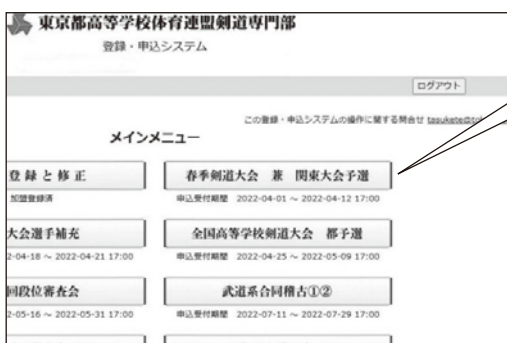 東京都高等学校体育連盟剣道専門部
登録・申込システム
ログアウト
この登録・申込システムの操作に関する問合せ
メインメニュー
登録と修正
春季剣道大会 兼 関東大会予選
加盟登録済
申込受付期間 2022-04-01 ～ 2022-04-12 17:00
大会選手補充
全国高等学校剣道大会 都予選
2-04-18 ～ 2022-04-21 17:00
申込受付期間 2022-04-25 ～ 2022-05-09 17:00
回段位審査会
武道系合同稽古①②
2-05-16 ～ 2022-05-31 17:00
申込受付期間 2022-07-11 ～ 2022-07-29 17:00